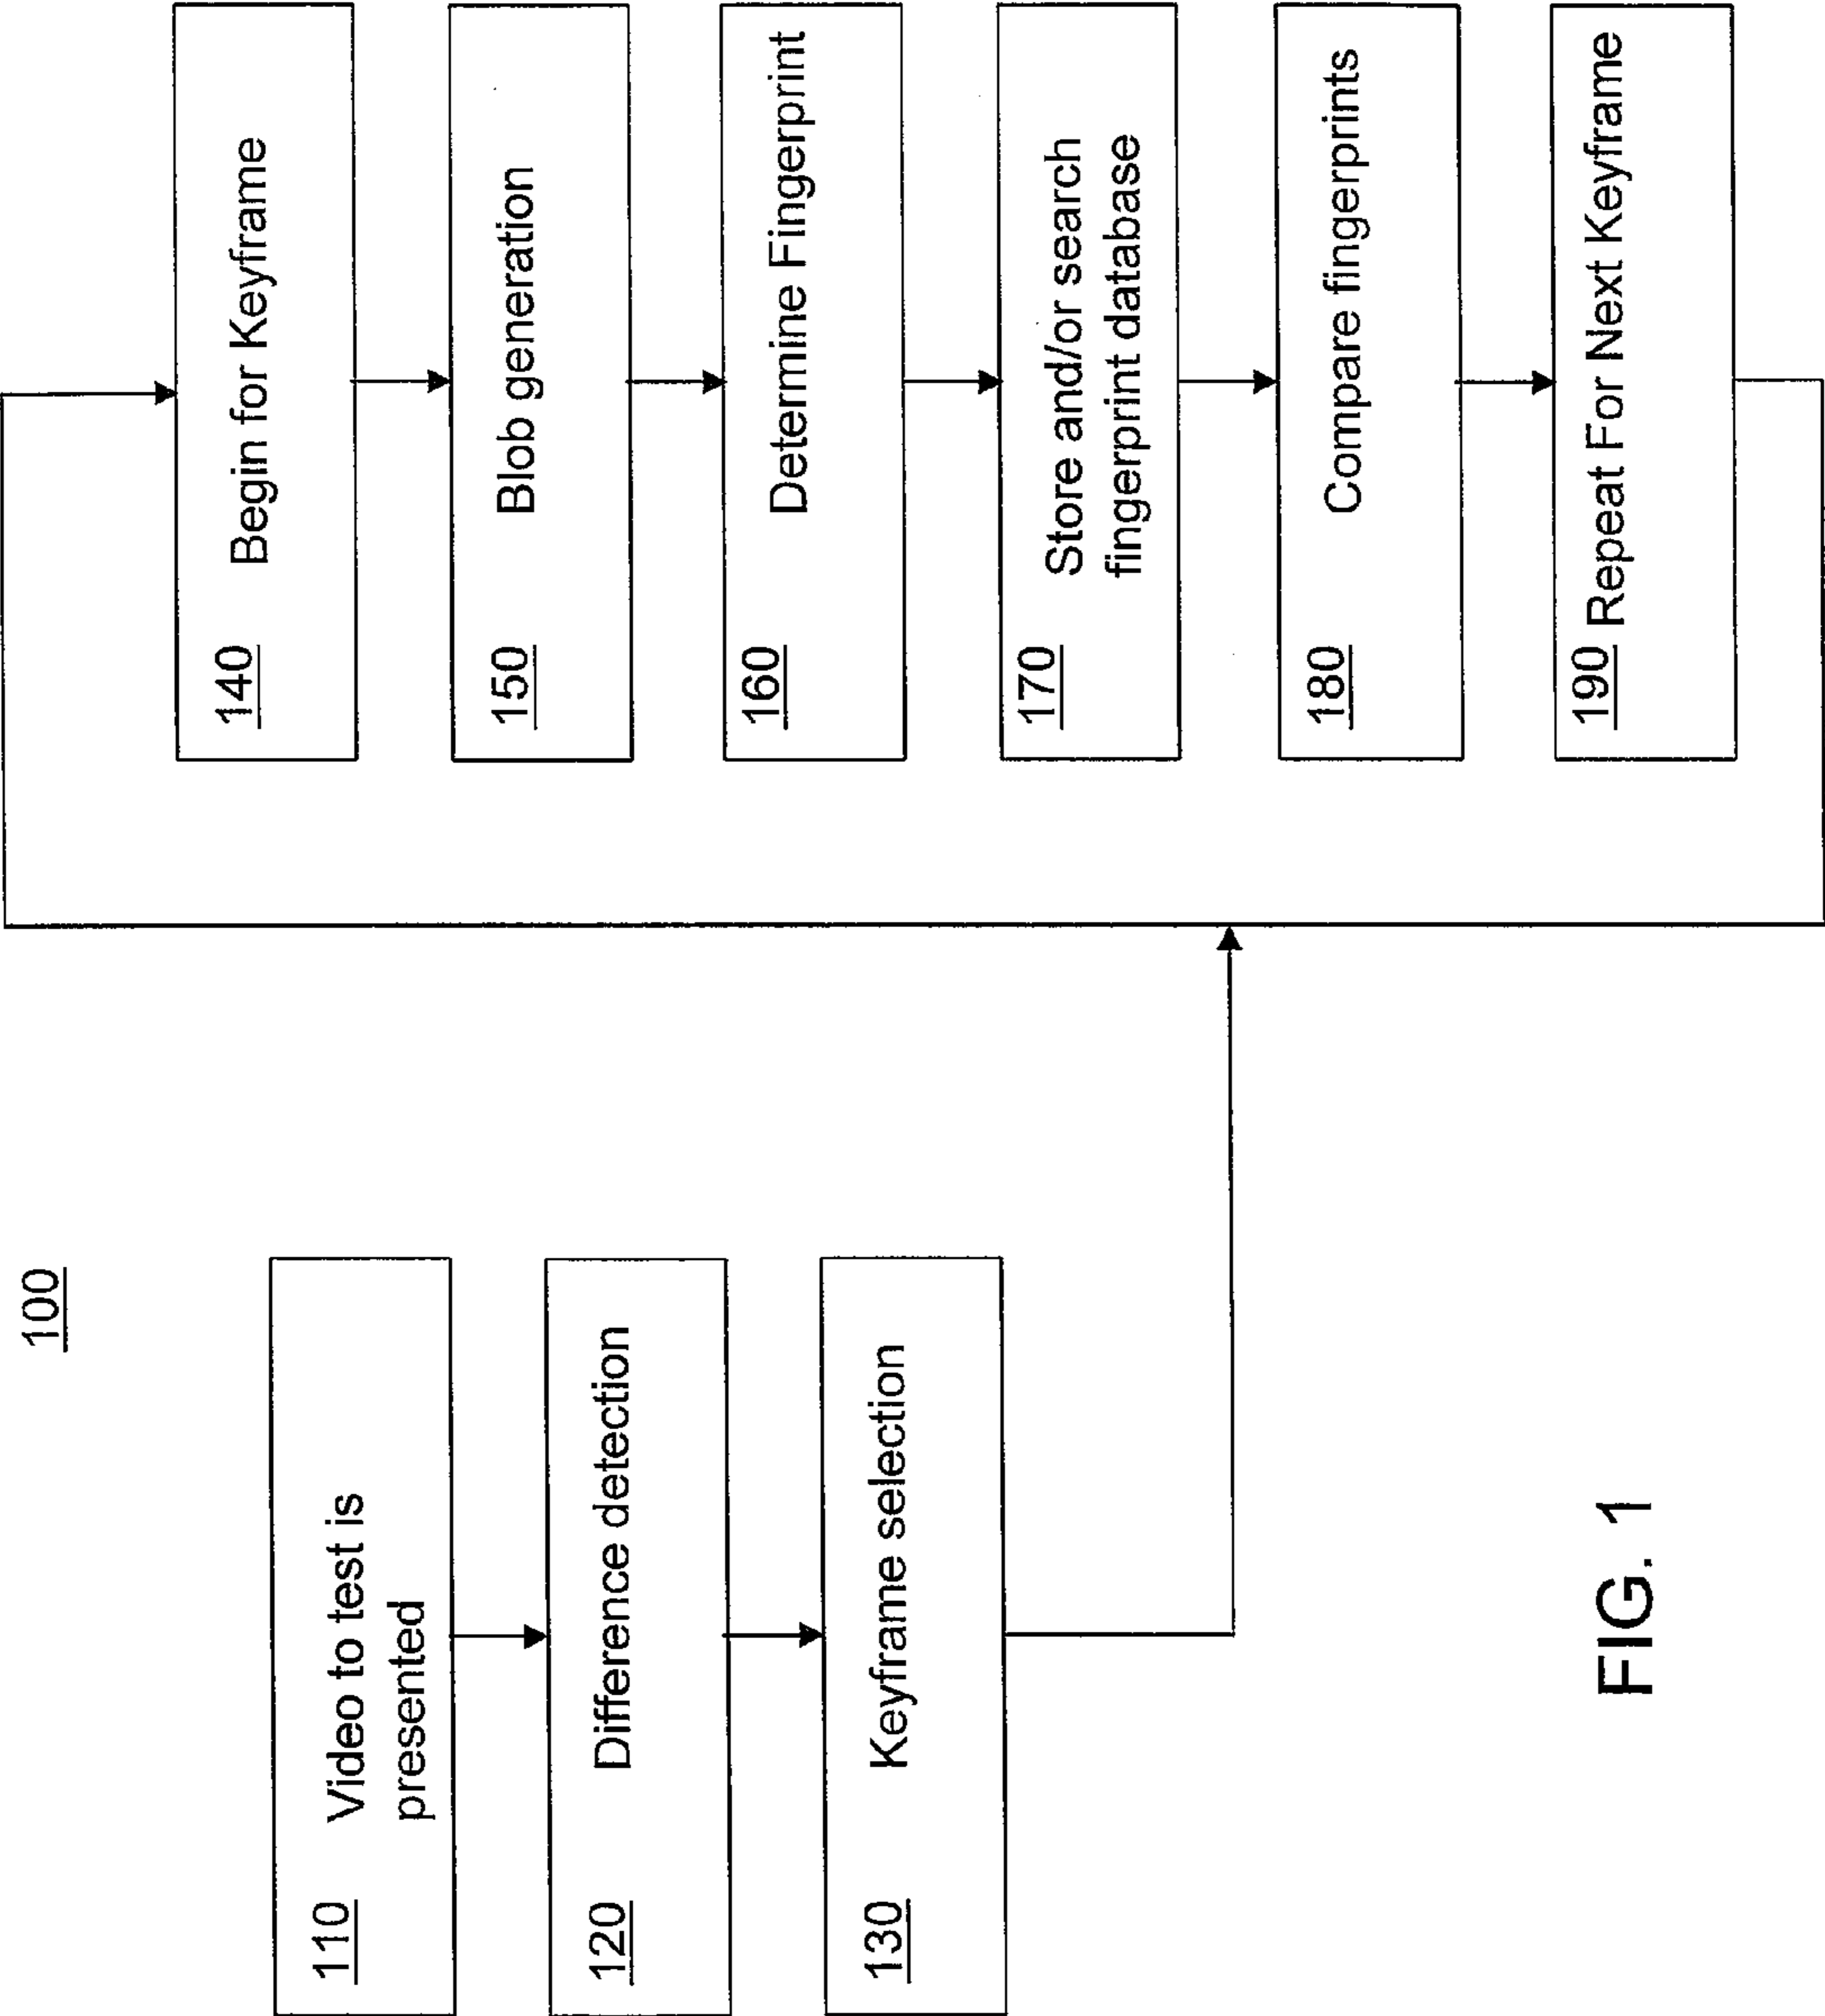 100
110 Video to test is
presented
120 Difference detection
130 Keyframe selection
140 Begin for Keyframe
150 Blob generation
160 Determine Fingerprint
170 Store and/or search
fingerprint database
180 Compare fingerprints
190 Repeat For Next Keyframe
FIG. 1